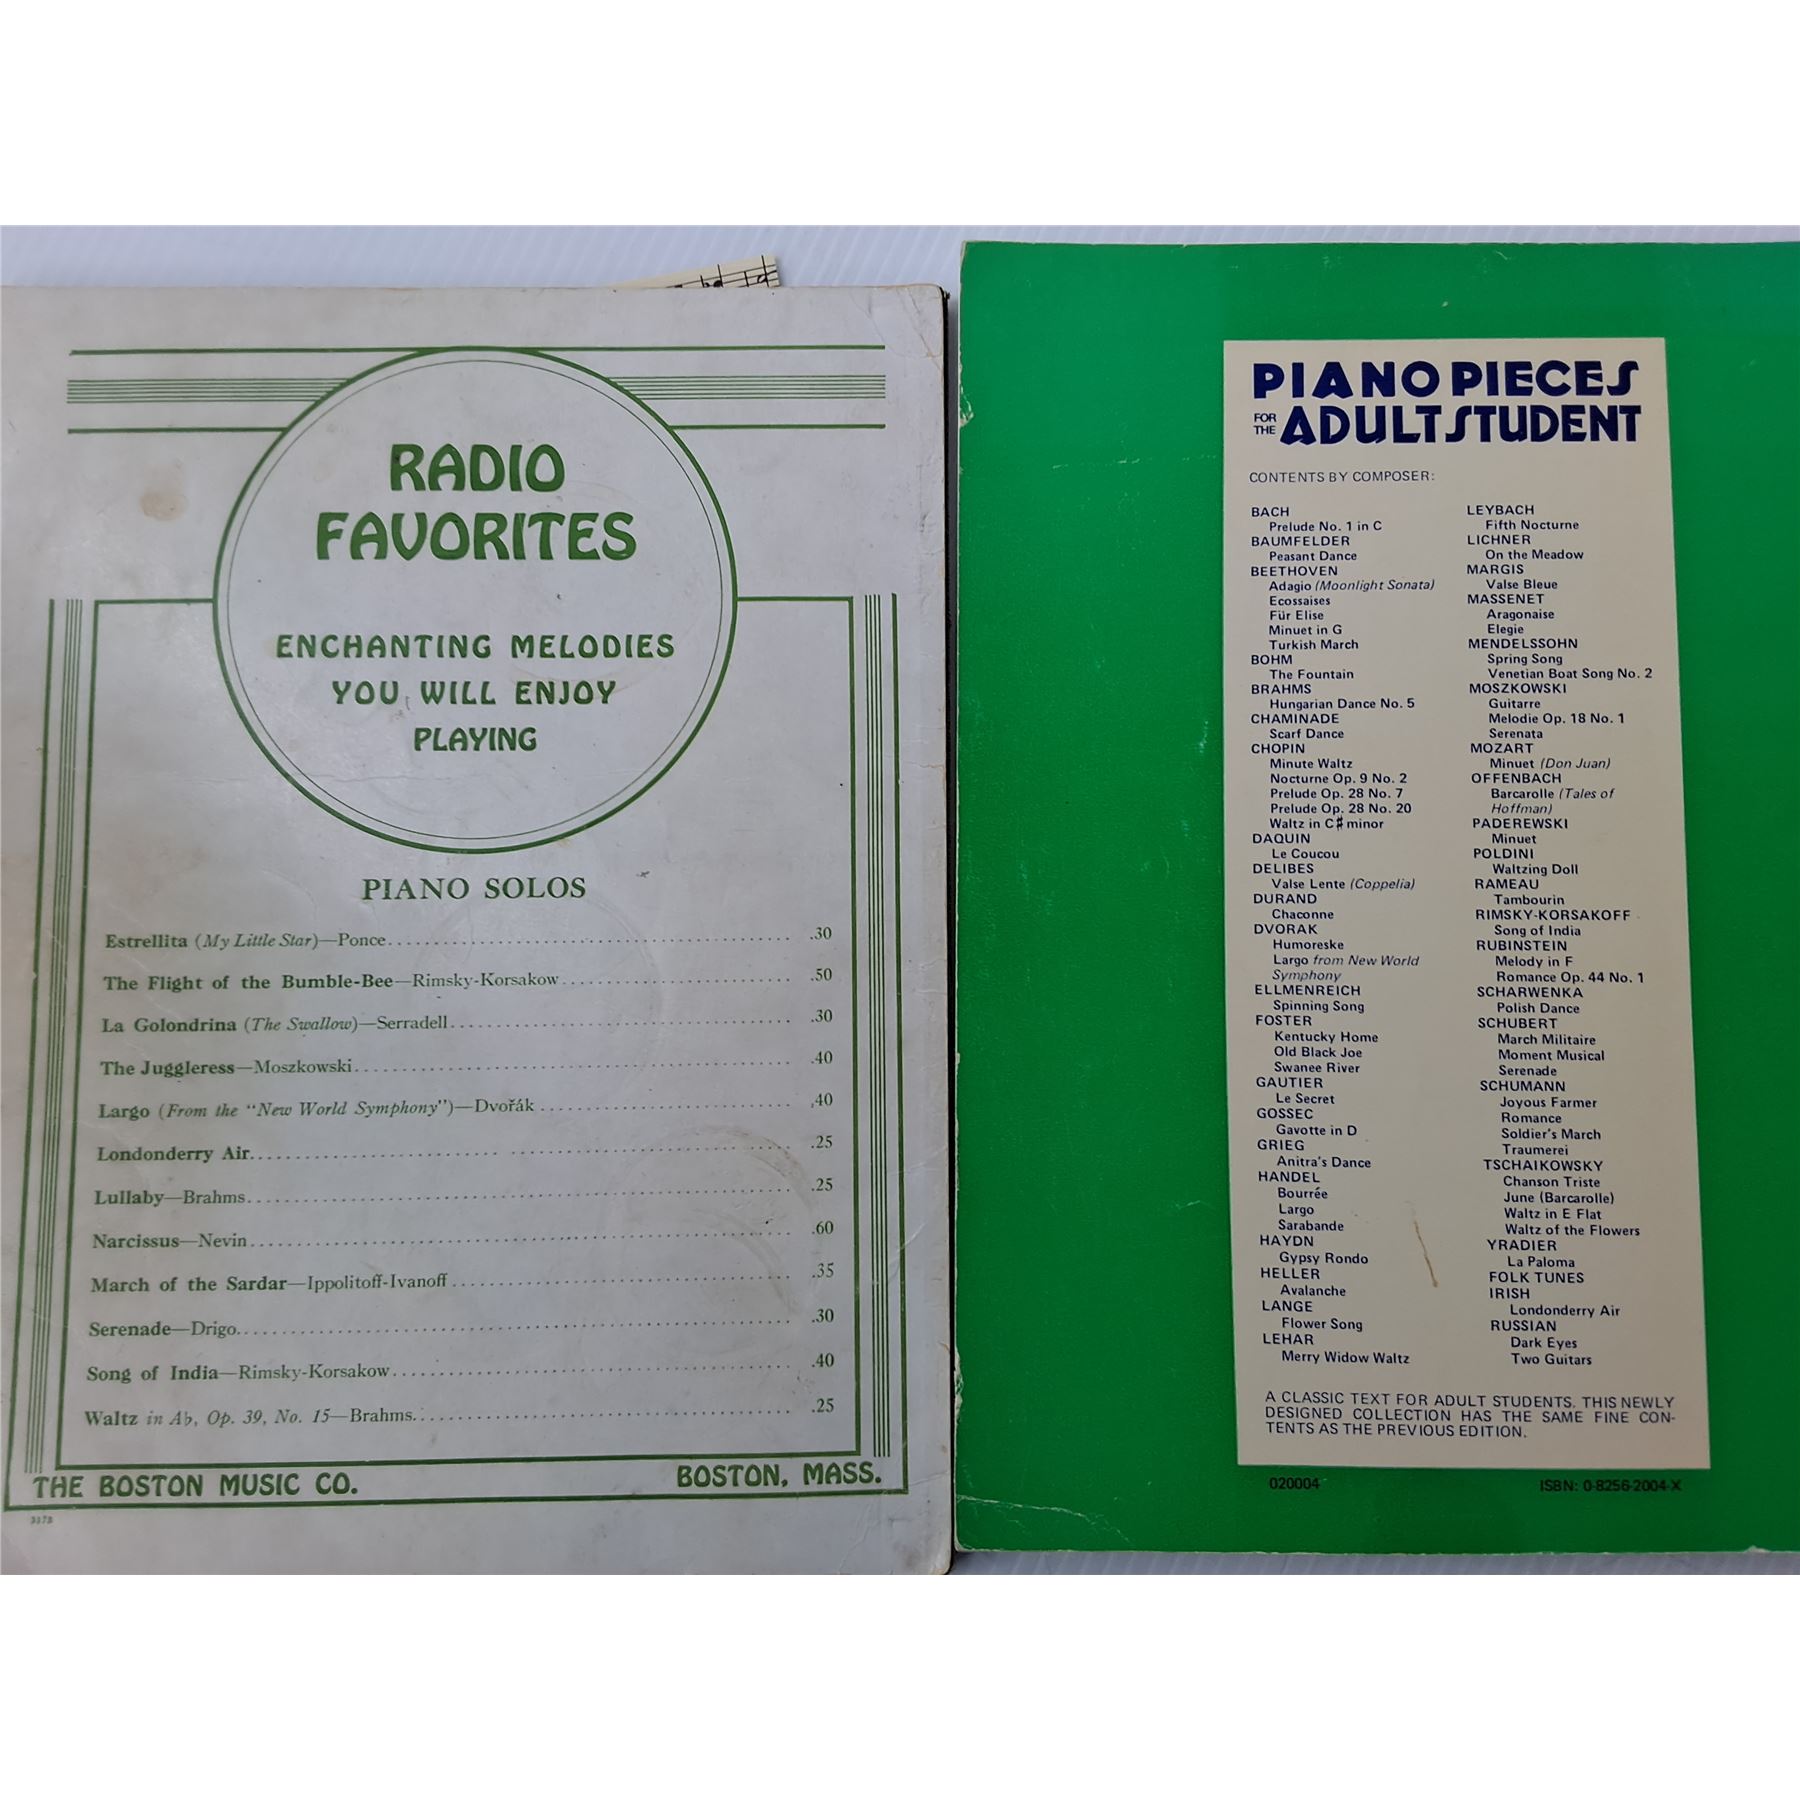 RADIO
FAVORITES
ENCHANTING MELODIES
YOU WILL ENJOY
PLAYING
PIANO SOLOS
Estrellita (My Little Star)—Ponce.................... .30
The Flight of the Bumble-Bee—Rimsky-Korsakow.................... .50
La Golondrina (The Swallow)—Serradell.................... .30
The Juggleress—Moszkowski.................... .40
Largo (From the "New World Symphony")—Dvořák.................... .40
Londonderry Air.................... .25
Lullaby—Brahms.................... .25
Narcissus—Nevin.................... .60
March of the Sardar—Ippolitoff-Ivanoff.................... .35
Serenade—Drigo.................... .30
Song of India—Rimsky-Korsakow.................... .40
Waltz in A♭, Op. 39, No. 15—Brahms.................... .25
THE BOSTON MUSIC CO. BOSTON, MASS.
3173
PIANO PIECES
FOR THE ADULT STUDENT
CONTENTS BY COMPOSER:
BACH
Prelude No. 1 in C
BAUMFELDER
Peasant Dance
BEETHOVEN
Adagio (Moonlight Sonata)
Ecossaises
Für Elise
Minuet in G
Turkish March
BOHM
The Fountain
BRAHMS
Hungarian Dance No. 5
CHAMINADE
Scarf Dance
CHOPIN
Minute Waltz
Nocturne Op. 9 No. 2
Prelude Op. 28 No. 7
Prelude Op. 28 No. 20
Waltz in C♯ minor
DAQUIN
Le Coucou
DELIBES
Valse Lente (Coppelia)
DURAND
Chaconne
DVORAK
Humoreske
Largo from New World
Symphony
ELLMENREICH
Spinning Song
FOSTER
Kentucky Home
Old Black Joe
Swanee River
GAUTIER
Le Secret
GOSSEC
Gavotte in D
GRIEG
Anitra's Dance
HANDEL
Bourrée
Largo
Sarabande
HAYDN
Gypsy Rondo
HELLER
Avalanche
LANGE
Flower Song
LEHAR
Merry Widow Waltz
LEYBACH
Fifth Nocturne
LICHNER
On the Meadow
MARGIS
Valse Bleue
MASSENET
Aragonaise
Elegie
MENDELSSOHN
Spring Song
Venetian Boat Song No. 2
MOSZKOWSKI
Guitarre
Melodie Op. 18 No. 1
Serenata
MOZART
Minuet (Don Juan)
OFFENBACH
Barcarolle (Tales of
Hoffman)
PADEREWSKI
Minuet
POLDINI
Waltzing Doll
RAMEAU
Tambourin
RIMSKY-KORSAKOFF
Song of India
RUBINSTEIN
Melody in F
Romance Op. 44 No. 1
SCHARWENKA
Polish Dance
SCHUBERT
March Militaire
Moment Musical
Serenade
SCHUMANN
Joyous Farmer
Romance
Soldier's March
Traumerei
TSCHAIKOWSKY
Chanson Triste
June (Barcarolle)
Waltz in E Flat
Waltz of the Flowers
YRADIER
La Paloma
FOLK TUNES
IRISH
Londonderry Air
RUSSIAN
Dark Eyes
Two Guitars
A CLASSIC TEXT FOR ADULT STUDENTS. THIS NEWLY
DESIGNED COLLECTION HAS THE SAME FINE CON-
TENTS AS THE PREVIOUS EDITION.
020004 ISBN: 0-8256-2004-X